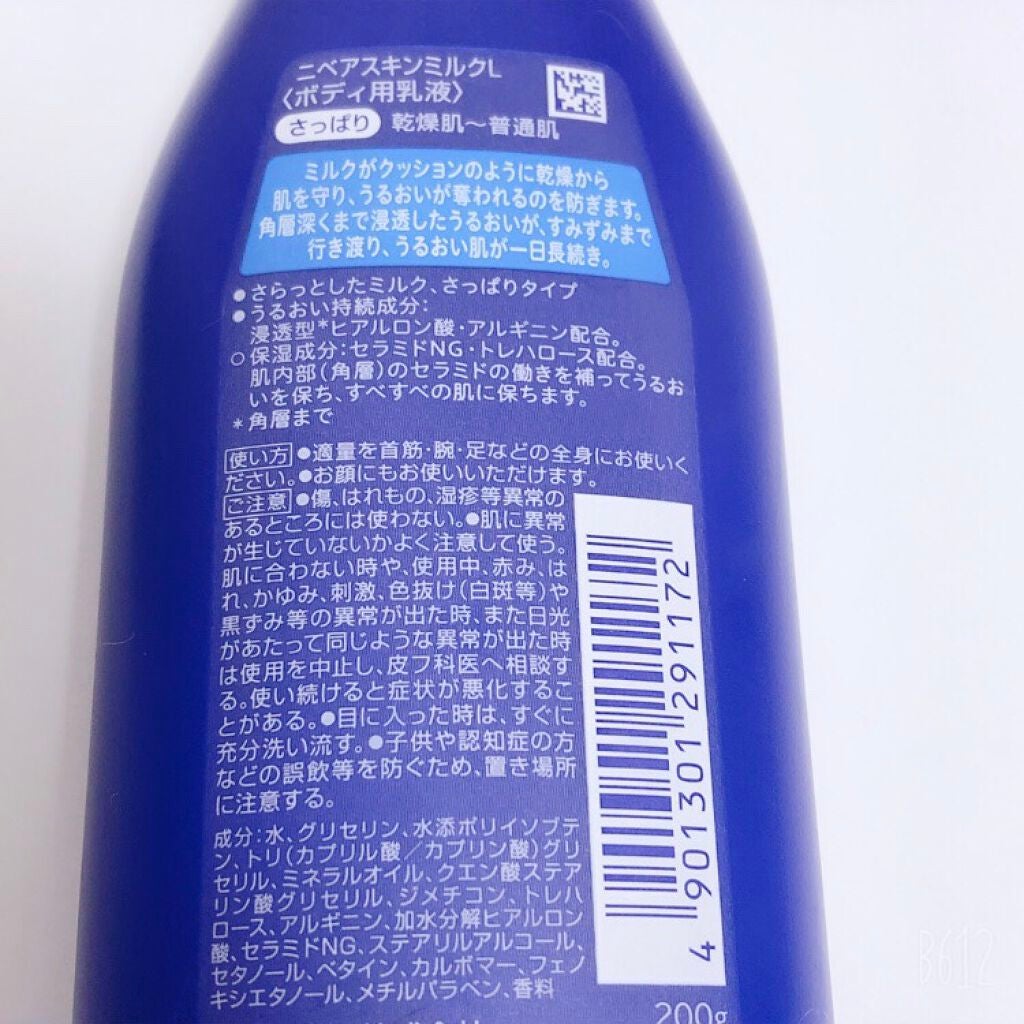 ニベアスキンミルクL
〈ボディ用乳液〉
さっぱり 乾燥肌～普通肌
ミルクがクッションのように乾燥から
肌を守り、うるおいが奪われるのを防ぎます。
角層深くまで浸透したうるおいが、すみずみまで
行き渡り、うるおい肌が一日長続き。
●さらっとしたミルク、さっぱりタイプ
●うるおい持続成分:
浸透型*ヒアルロン酸・アルギニン配合。
○保湿成分:セラミドNG・トレハロース配合。
肌内部(角層)のセラミドの働きを補ってうるお
いを保ち、すべすべの肌に保ちます。
*角層まで
使い方 ●適量を首筋・腕・足などの全身にお使いく
ださい。●お顔にもお使いいただけます。
ご注意 ●傷、はれもの、湿疹等異常の
あるところには使わない。●肌に異常
が生じていないかよく注意して使う。
肌に合わない時や、使用中、赤み、は
れ、かゆみ、刺激、色抜け(白斑等)や
黒ずみ等の異常が出た時、また日光
があたって同じような異常が出た時
は使用を中止し、皮フ科医へ相談す
る。使い続けると症状が悪化するこ
とがある。●目に入った時は、すぐに
充分洗い流す。●子供や認知症の方
などの誤飲等を防ぐため、置き場所
に注意する。
成分:水、グリセリン、水添ポリイソブテ
ン、トリ(カプリル酸／カプリン酸)グリ
セリル、ミネラルオイル、クエン酸ステア
リン酸グリセリル、ジメチコン、トレハ
ロース、アルギニン、加水分解ヒアルロン
酸、セラミドNG、ステアリルアルコール、
セタノール、ベタイン、カルボマー、フェノ
キシエタノール、メチルパラベン、香料
4 901301 291172
200g
B612